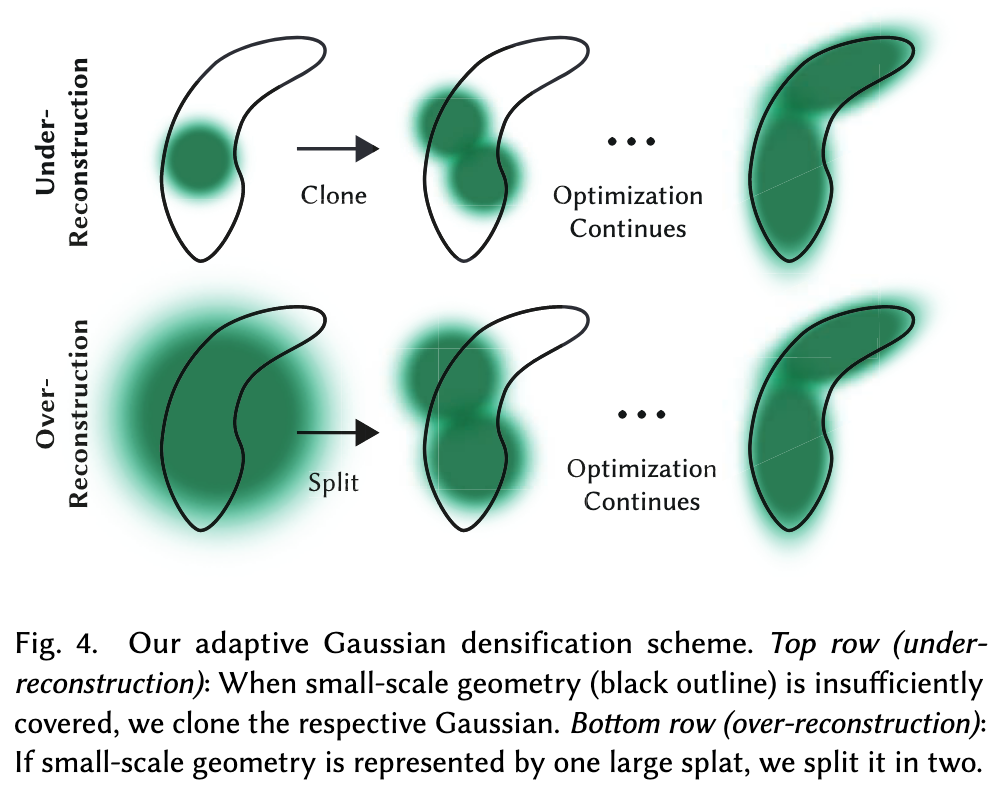 Under-
Reconstruction
Clone
Optimization
Continues
Over-
Reconstruction
Split
Optimization
Continues
Fig. 4. Our adaptive Gaussian densification scheme. Top row (under-
reconstruction): When small-scale geometry (black outline) is insufficiently
covered, we clone the respective Gaussian. Bottom row (over-reconstruction):
If small-scale geometry is represented by one large splat, we split it in two.